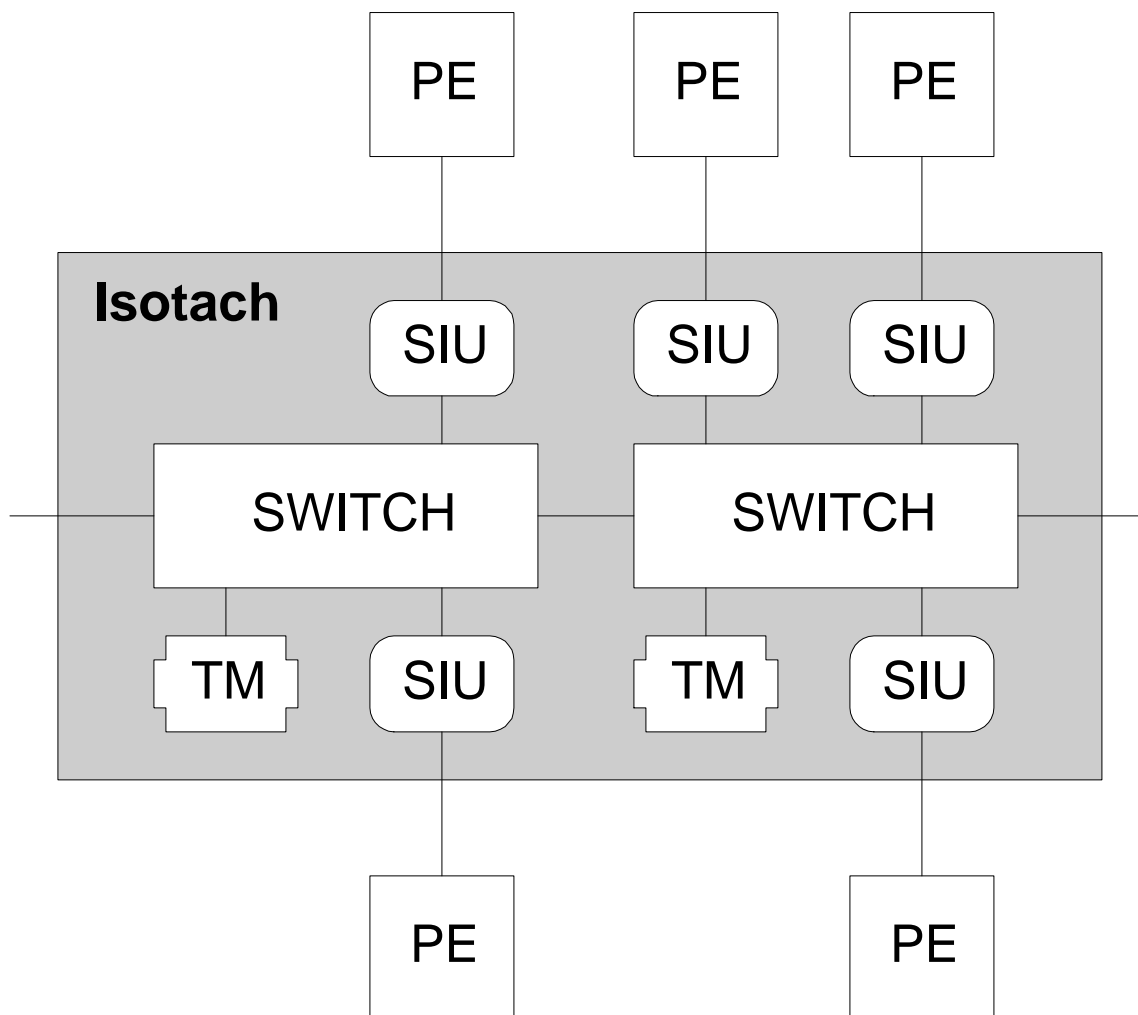 PE PE PE
Isotach
SIU SIU SIU
SWITCH SWITCH
TM SIU TM SIU
PE PE